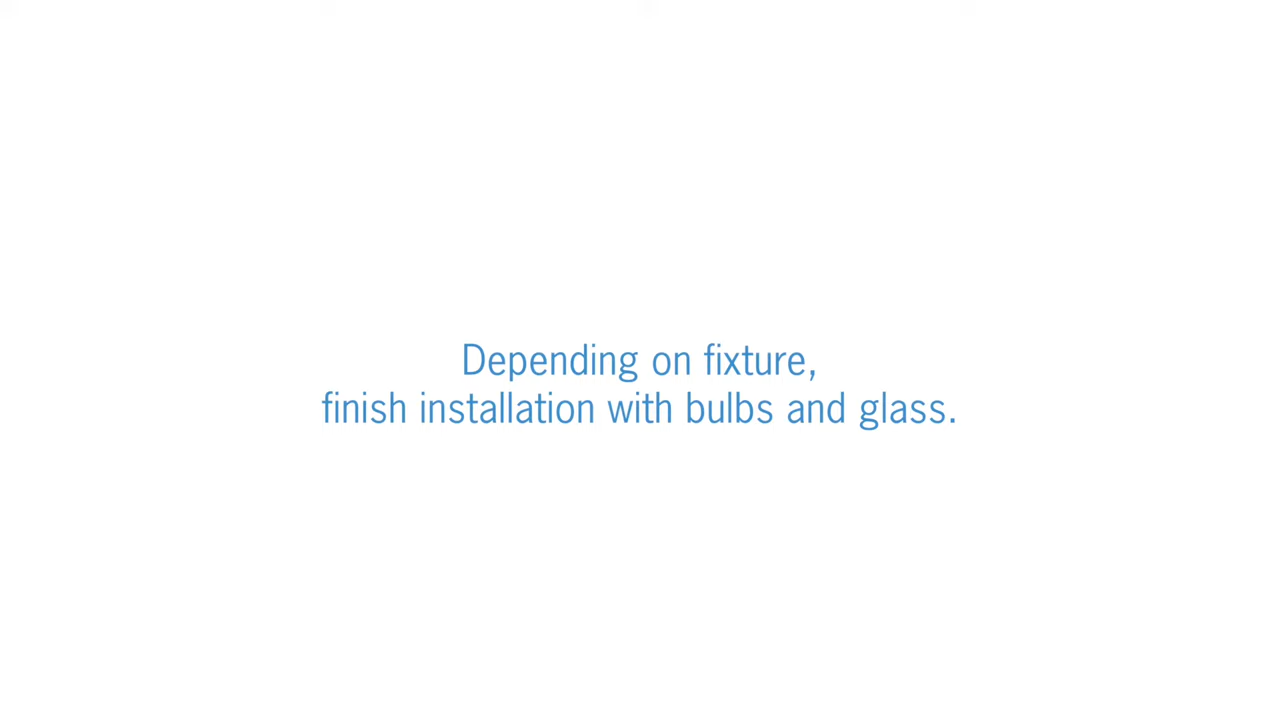 Depending on fixture,
finish installation with bulbs and glass.